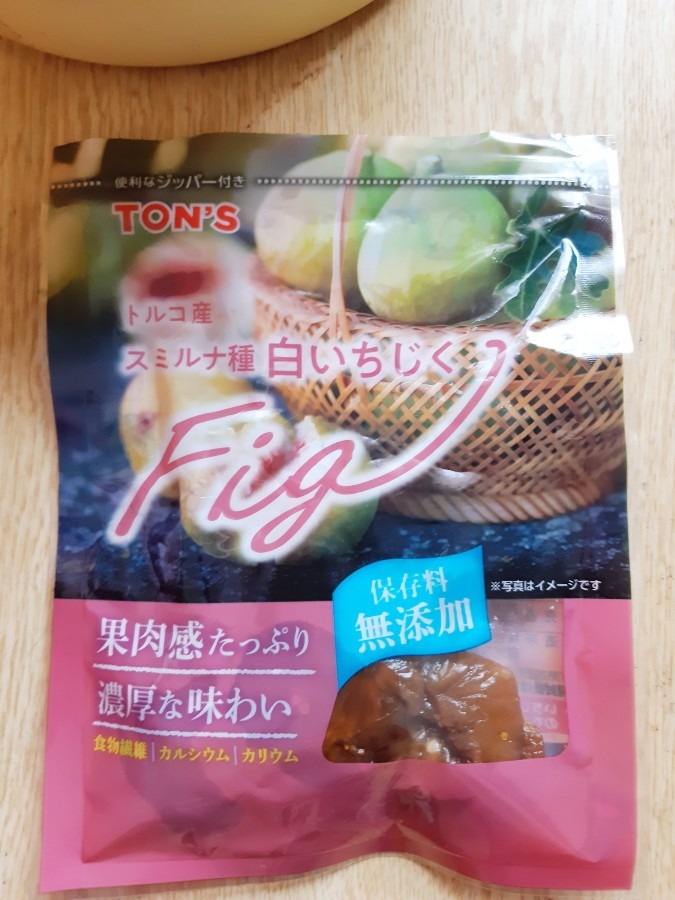 便利なジッパー付き
TON'S
トルコ産
スミルナ種 白いちじく
Fig
※写真はイメージです
保存料
無添加
果肉感たっぷり
濃厚な味わい
食物繊維 | カルシウム | カリウム